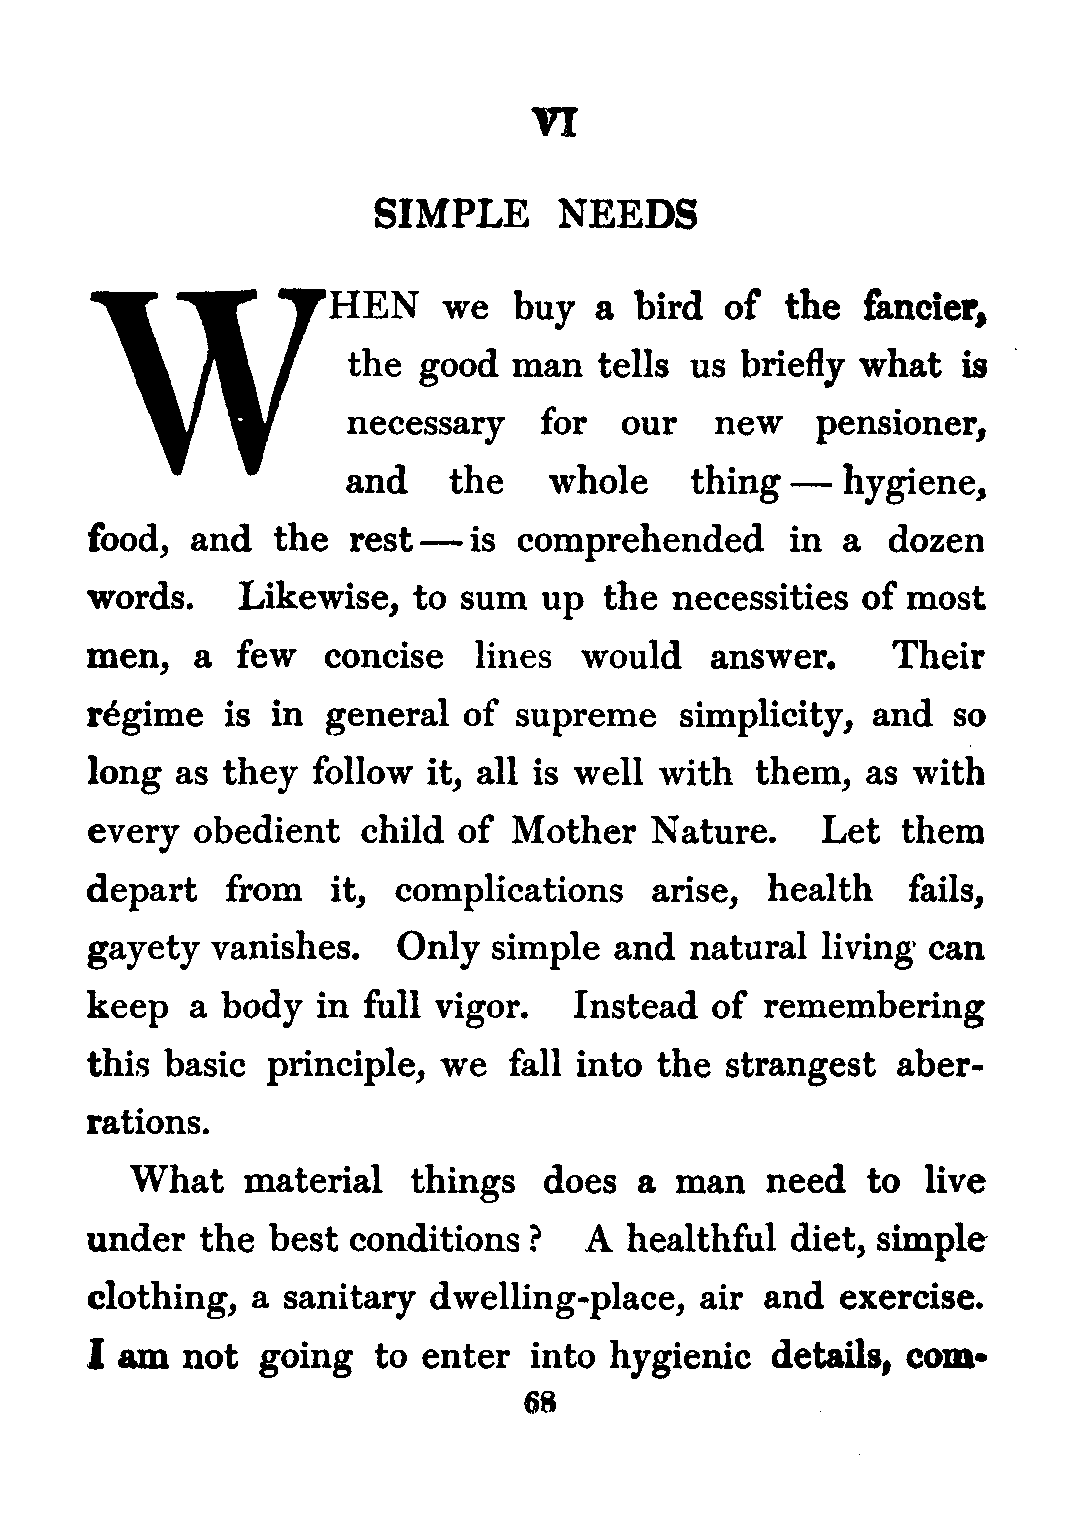 VI
SIMPLE NEEDS
WHEN we buy a bird of the fancier,
the good man tells us briefly what is
necessary for our new pensioner,
and the whole thing — hygiene,
food, and the rest — is comprehended in a dozen
words. Likewise, to sum up the necessities of most
men, a few concise lines would answer. Their
régime is in general of supreme simplicity, and so
long as they follow it, all is well with them, as with
every obedient child of Mother Nature. Let them
depart from it, complications arise, health fails,
gayety vanishes. Only simple and natural living can
keep a body in full vigor. Instead of remembering
this basic principle, we fall into the strangest aber-
rations.
What material things does a man need to live
under the best conditions? A healthful diet, simple
clothing, a sanitary dwelling-place, air and exercise.
I am not going to enter into hygienic details, com-
68